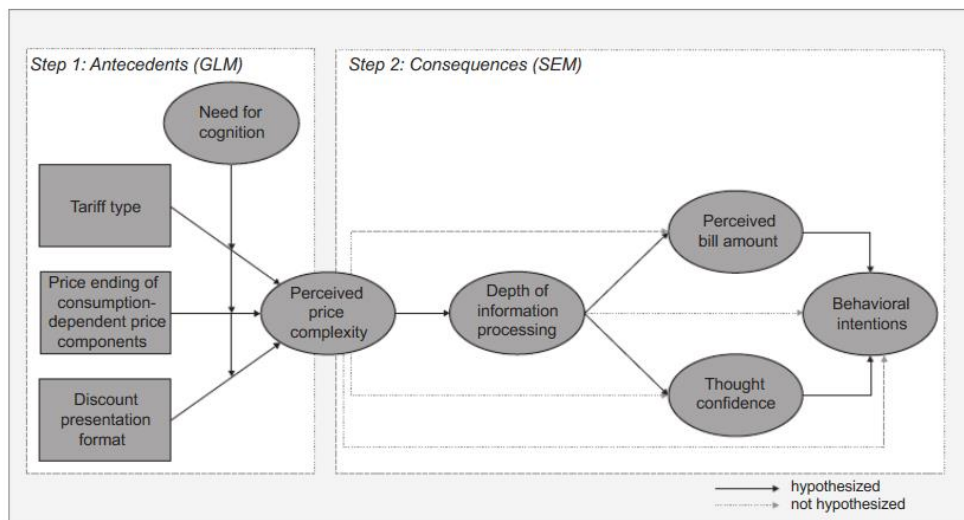 Step 1: Antecedents (GLM)
Step 2: Consequences (SEM)
Need for
cognition
Tariff type
Price ending of
consumption-
dependent price
components
Discount
presentation
format
Perceived
price
complexity
Depth of
information
processing
Perceived
bill amount
Thought
confidence
Behavioral
intentions
hypothesized
not hypothesized